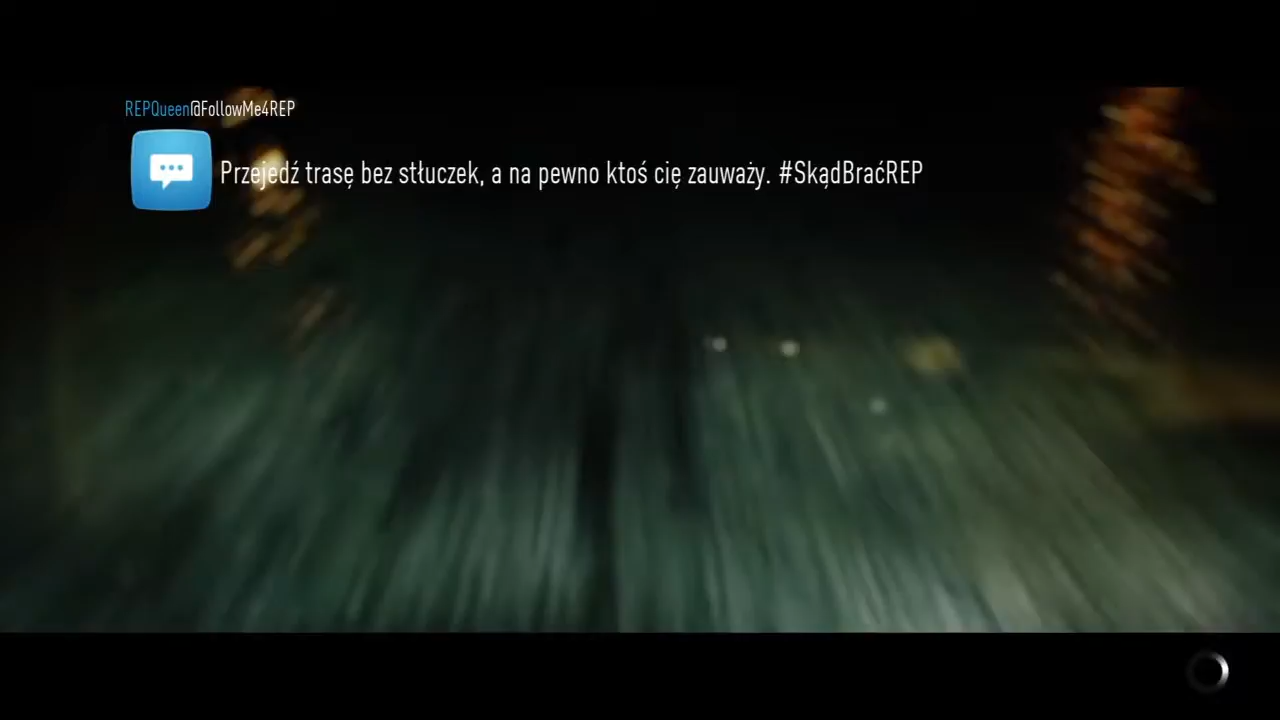 REPQueen@FollowMe4REP
Przejedź trasę bez stłuczek, a na pewno ktoś cię zauważy. #SkądBraćREP